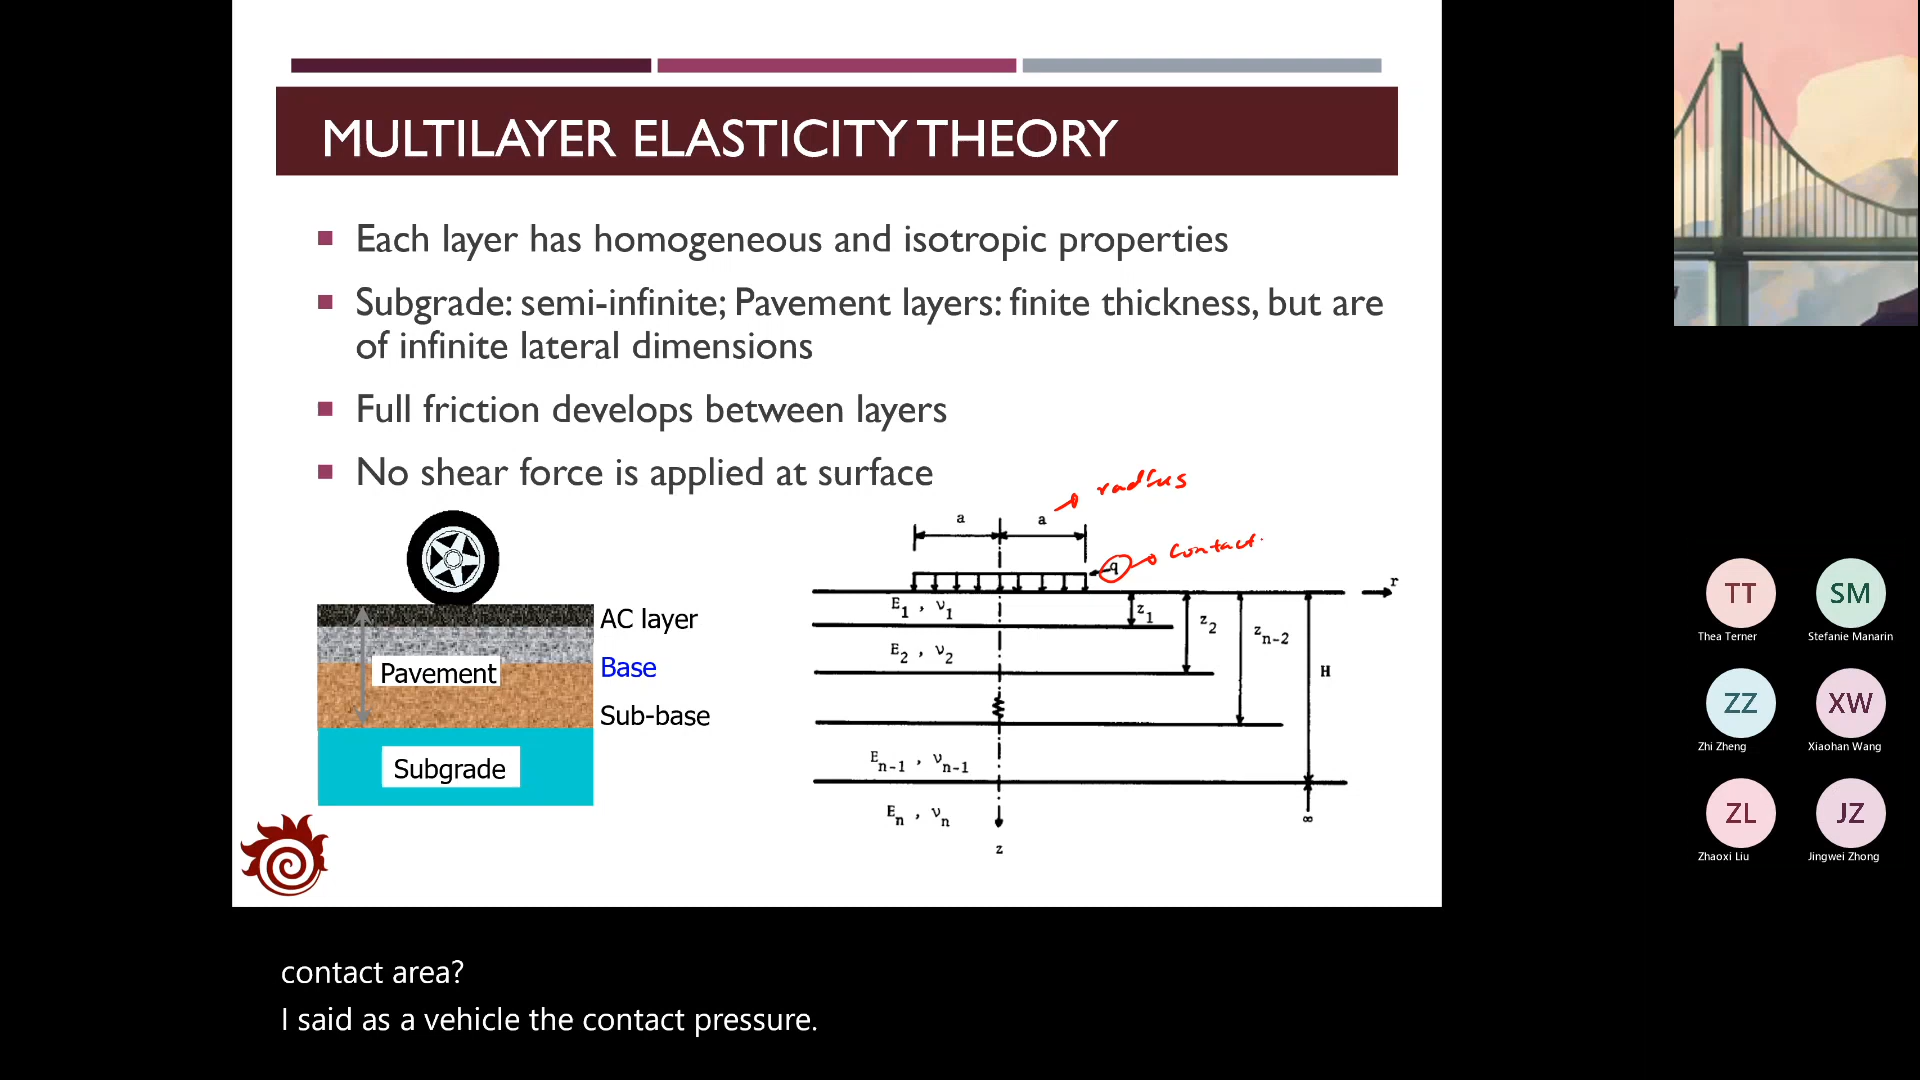 MULTILAYER ELASTICITY THEORY
Each layer has homogeneous and isotropic properties
Subgrade: semi-infinite; Pavement layers: finite thickness, but are
of infinite lateral dimensions
Full friction develops between layers
No shear force is applied at surface
radius
a a
contact
q
r
E1 , ν1 z1
z2
zn-2
E2 , ν2
H
En-1 , νn-1
En , νn
∞
z
AC layer
Pavement
Base
Sub-base
Subgrade
TT SM
Thea Terner Stefanie Manarin
ZZ XW
Zhi Zheng Xiaohan Wang
ZL JZ
Zhaoxi Liu Jingwei Zhong
contact area?
I said as a vehicle the contact pressure.